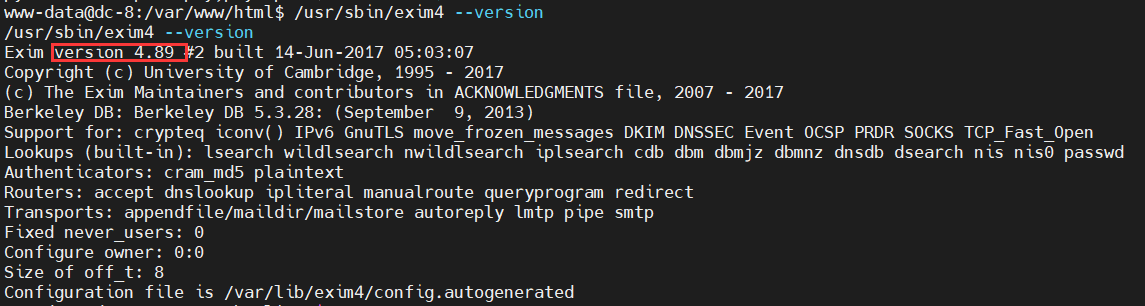 www-data@dc-8:/var/www/html$ /usr/sbin/exim4 --version
/usr/sbin/exim4 --version
Exim version 4.89 #2 built 14-Jun-2017 05:03:07
Copyright (c) University of Cambridge, 1995 - 2017
(c) The Exim Maintainers and contributors in ACKNOWLEDGMENTS file, 2007 - 2017
Berkeley DB: Berkeley DB 5.3.28: (September  9, 2013)
Support for: crypteq iconv() IPv6 GnuTLS move_frozen_messages DKIM DNSSEC Event OCSP PRDR SOCKS TCP_Fast_Open
Lookups (built-in): lsearch wildlsearch nwildlsearch iplsearch cdb dbm dbmjz dbmnz dnsdb dsearch nis nis0 passwd
Authenticators: cram_md5 plaintext
Routers: accept dnslookup ipliteral manualroute queryprogram redirect
Transports: appendfile/maildir/mailstore autoreply lmtp pipe smtp
Fixed never_users: 0
Configure owner: 0:0
Size of off_t: 8
Configuration file is /var/lib/exim4/config.autogenerated